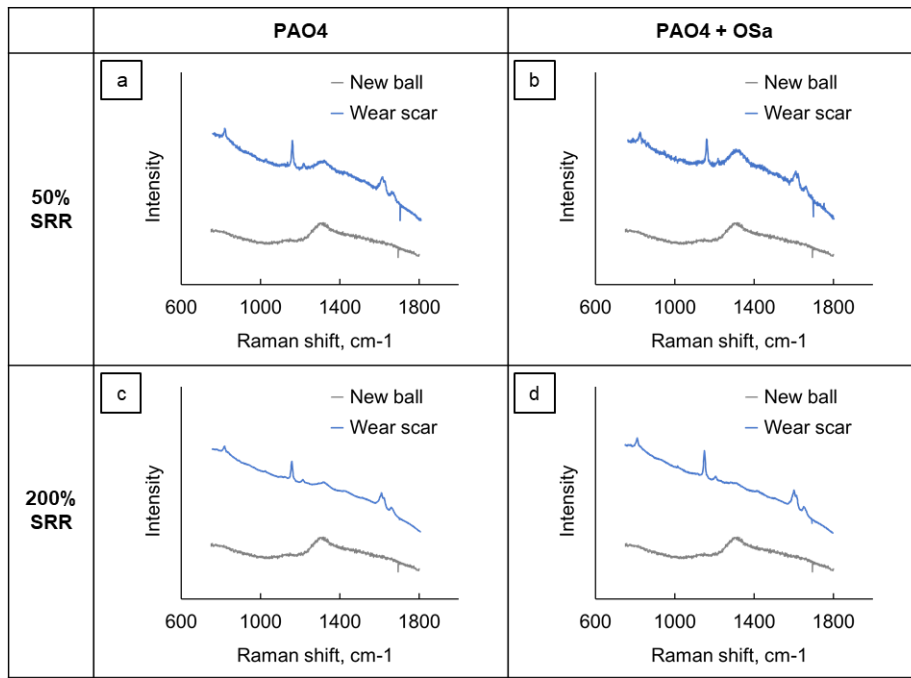 PAO4
PAO4 + OSa
50%
SRR
a
New ball
Wear scar
Intensity
600 1000 1400 1800
Raman shift, cm-1
b
New ball
Wear scar
Intensity
600 1000 1400 1800
Raman shift, cm-1
200%
SRR
c
New ball
Wear scar
Intensity
600 1000 1400 1800
Raman shift, cm-1
d
New ball
Wear scar
Intensity
600 1000 1400 1800
Raman shift, cm-1